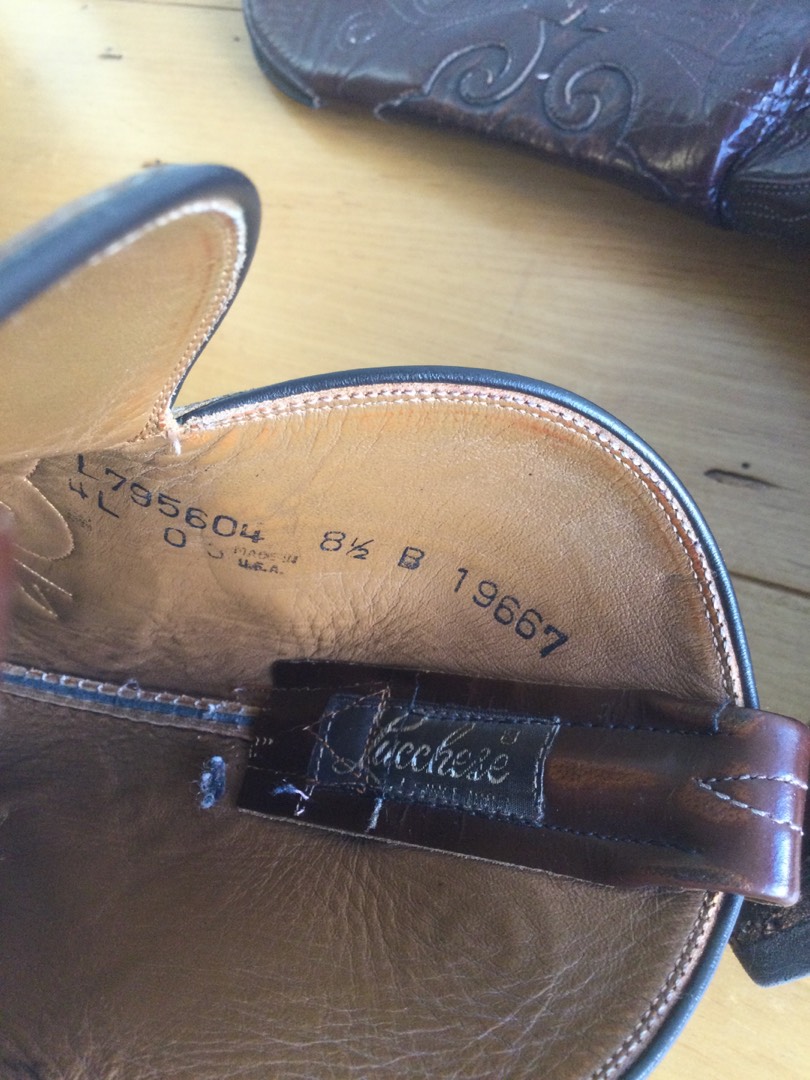 L795604 8½ B 19667
4L 0
MADE IN
U.S.A.
Lucchese